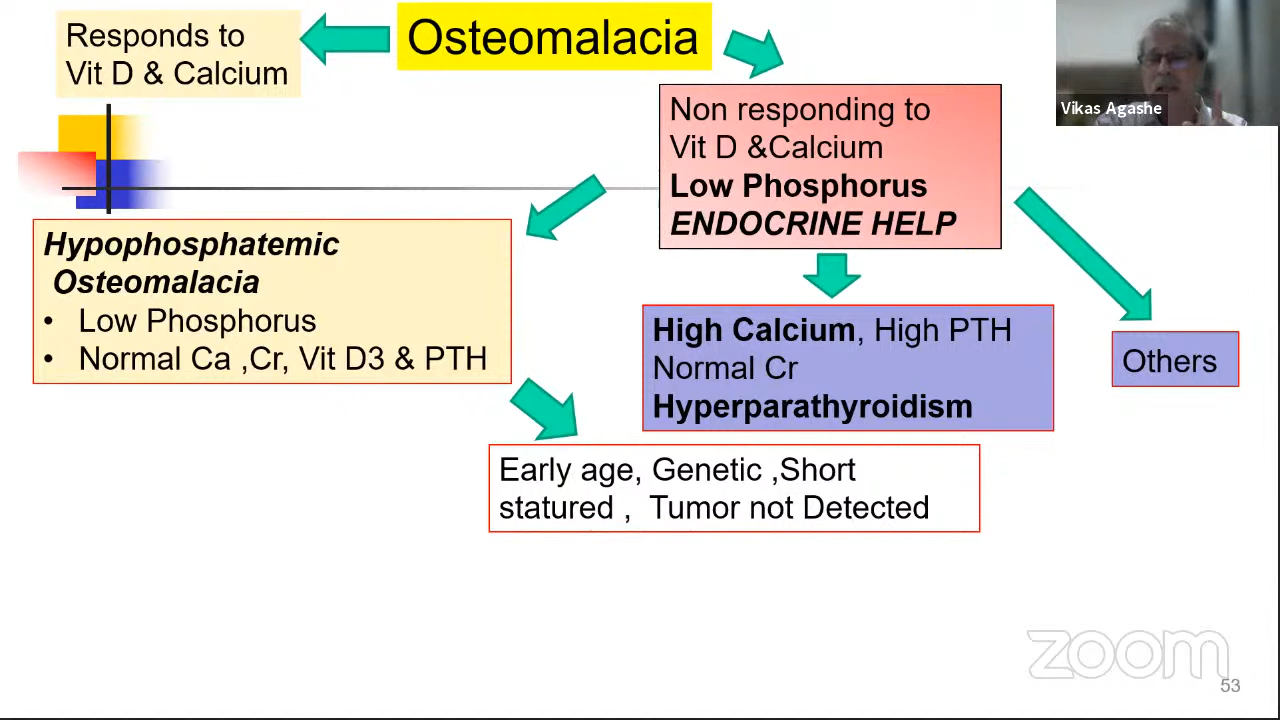 Responds to
Vit D & Calcium
Osteomalacia
Vikas Agashe
Non responding to
Vit D &Calcium
Low Phosphorus
ENDOCRINE HELP
Hypophosphatemic
Osteomalacia
• Low Phosphorus
• Normal Ca ,Cr, Vit D3 & PTH
High Calcium, High PTH
Normal Cr
Hyperparathyroidism
Others
Early age, Genetic ,Short
statured , Tumor not Detected
zoom
53